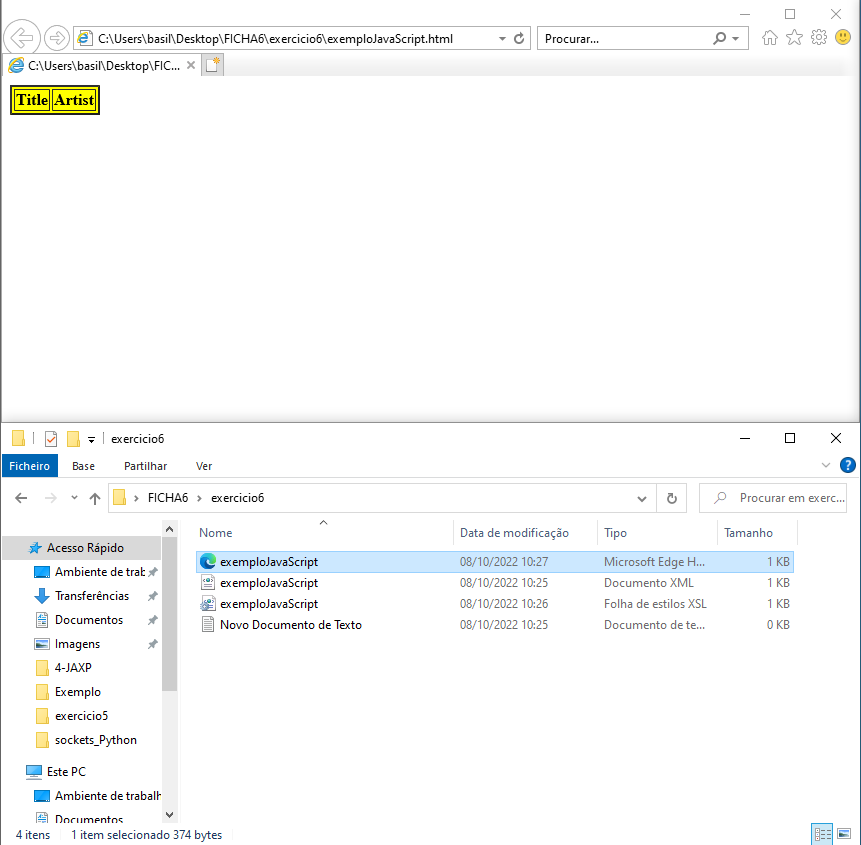 C:\Users\basil\Desktop\FICHA6\exercicio6\exemploJavaScript.html
Procurar...
C:\Users\basil\Desktop\FIC...
Title Artist
exercicio6
Ficheiro Base Partilhar Ver
FICHA6 > exercicio6
Procurar em exerc...
Nome Data de modificação Tipo Tamanho
Acesso Rápido
Ambiente de trab
Transferências
Documentos
Imagens
4-JAXP
Exemplo
exercicio5
sockets_Python
Este PC
Ambiente de trabalh
Documentos
exemploJavaScript 08/10/2022 10:27 Microsoft Edge H... 1 KB
exemploJavaScript 08/10/2022 10:25 Documento XML 1 KB
exemploJavaScript 08/10/2022 10:26 Folha de estilos XSL 1 KB
Novo Documento de Texto 08/10/2022 10:25 Documento de te... 0 KB
4 itens 1 item selecionado 374 bytes